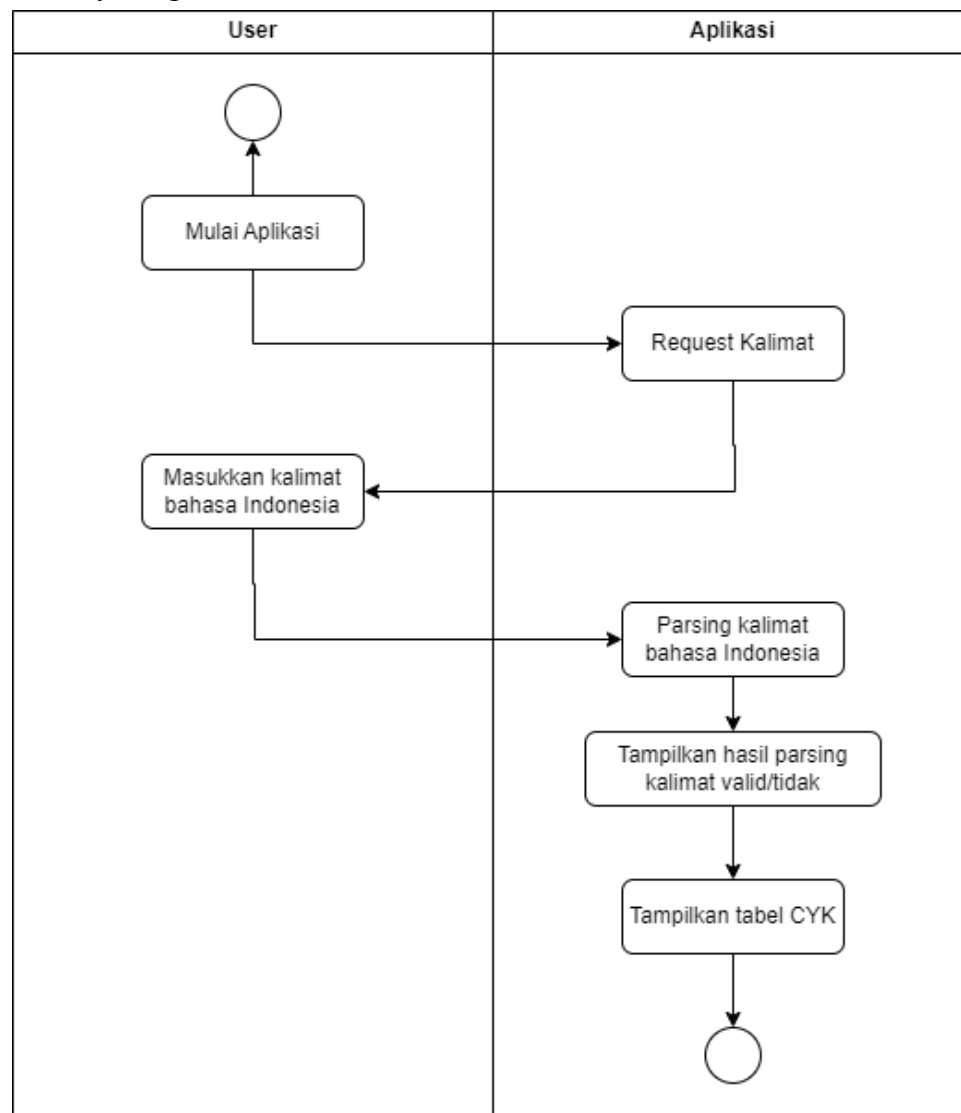 User
Aplikasi
Mulai Aplikasi
Request Kalimat
Masukkan kalimat
bahasa Indonesia
Parsing kalimat
bahasa Indonesia
Tampilkan hasil parsing
kalimat valid/tidak
Tampilkan tabel CYK